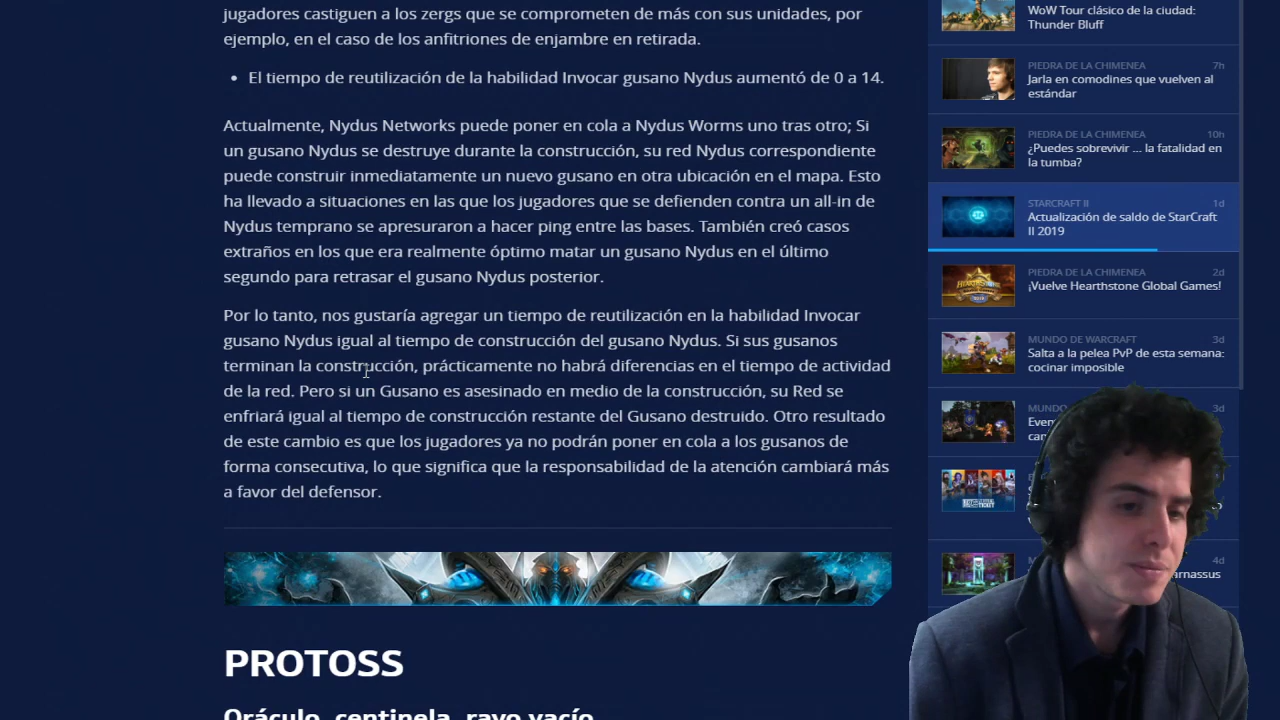 jugadores castiguen a los zergs que se comprometen de más con sus unidades, por
ejemplo, en el caso de los anfitriones de enjambre en retirada.
• El tiempo de reutilización de la habilidad Invocar gusano Nydus aumentó de 0 a 14.
Actualmente, Nydus Networks puede poner en cola a Nydus Worms uno tras otro; Si
un gusano Nydus se destruye durante la construcción, su red Nydus correspondiente
puede construir inmediatamente un nuevo gusano en otra ubicación en el mapa. Esto
ha llevado a situaciones en las que los jugadores que se defienden contra un all-in de
Nydus temprano se apresuraron a hacer ping entre las bases. También creó casos
extraños en los que era realmente óptimo matar un gusano Nydus en el último
segundo para retrasar el gusano Nydus posterior.
Por lo tanto, nos gustaría agregar un tiempo de reutilización en la habilidad Invocar
gusano Nydus igual al tiempo de construcción del gusano Nydus. Si sus gusanos
terminan la construcción, prácticamente no habrá diferencias en el tiempo de actividad
de la red. Pero si un Gusano es asesinado en medio de la construcción, su Red se
enfriará igual al tiempo de construcción restante del Gusano destruido. Otro resultado
de este cambio es que los jugadores ya no podrán poner en cola a los gusanos de
forma consecutiva, lo que significa que la responsabilidad de la atención cambiará más
a favor del defensor.
PROTOSS
Oráculo, centinela, rayo vacío
WoW Tour clásico de la ciudad:
Thunder Bluff
PIEDRA DE LA CHIMENEA 7h
Jarla en comodines que vuelven al
estándar
PIEDRA DE LA CHIMENEA 10h
¿Puedes sobrevivir ... la fatalidad en
la tumba?
STARCRAFT II 1d
Actualización de saldo de StarCraft
II 2019
PIEDRA DE LA CHIMENEA 2d
¡Vuelve Hearthstone Global Games!
MUNDO DE WARCRAFT 3d
Salta a la pelea PvP de esta semana:
cocinar imposible
MUNDO 3d
4d